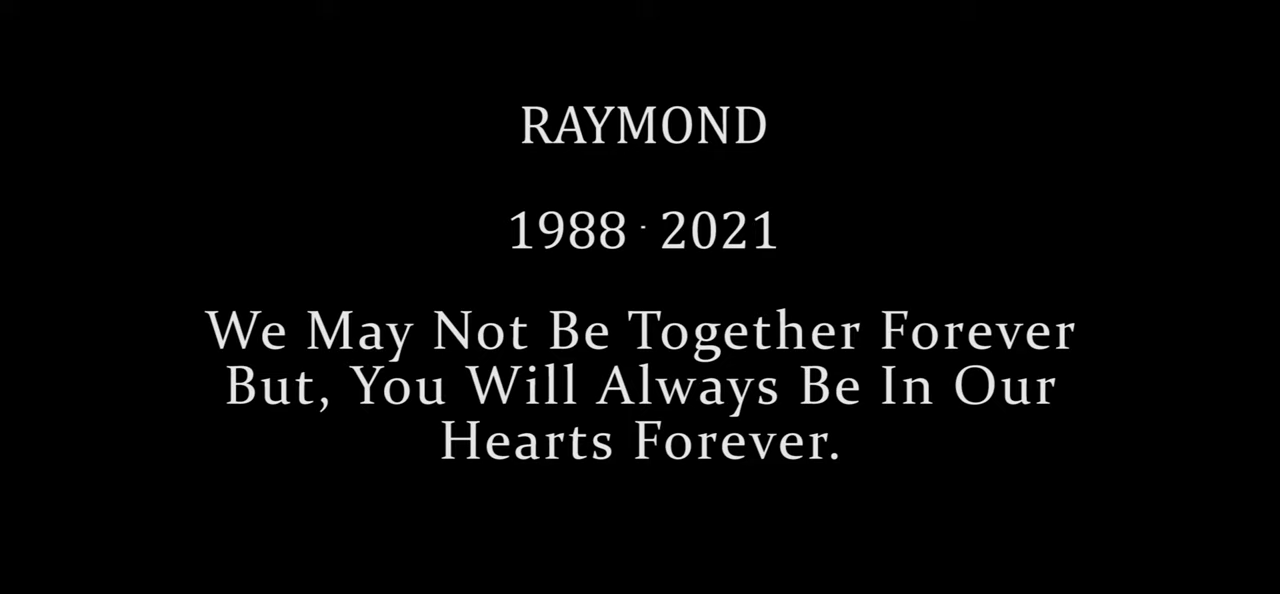 RAYMOND
1988 - 2021
We May Not Be Together Forever
But, You Will Always Be In Our
Hearts Forever.